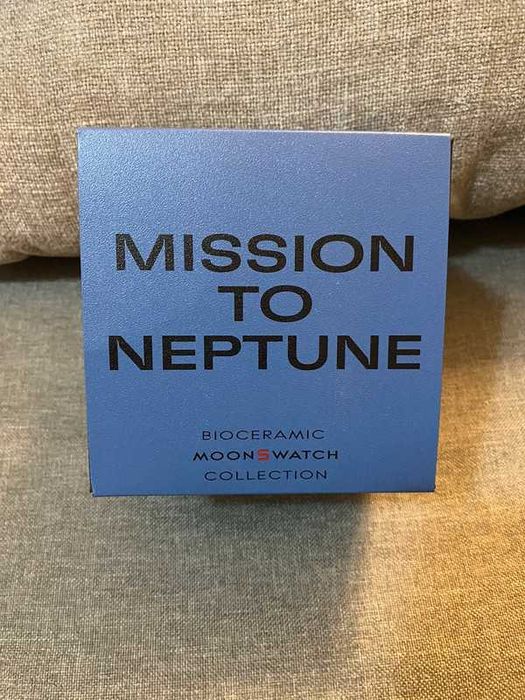 MISSION
TO
NEPTUNE
BIOCERAMIC
MOONSWATCH
COLLECTION